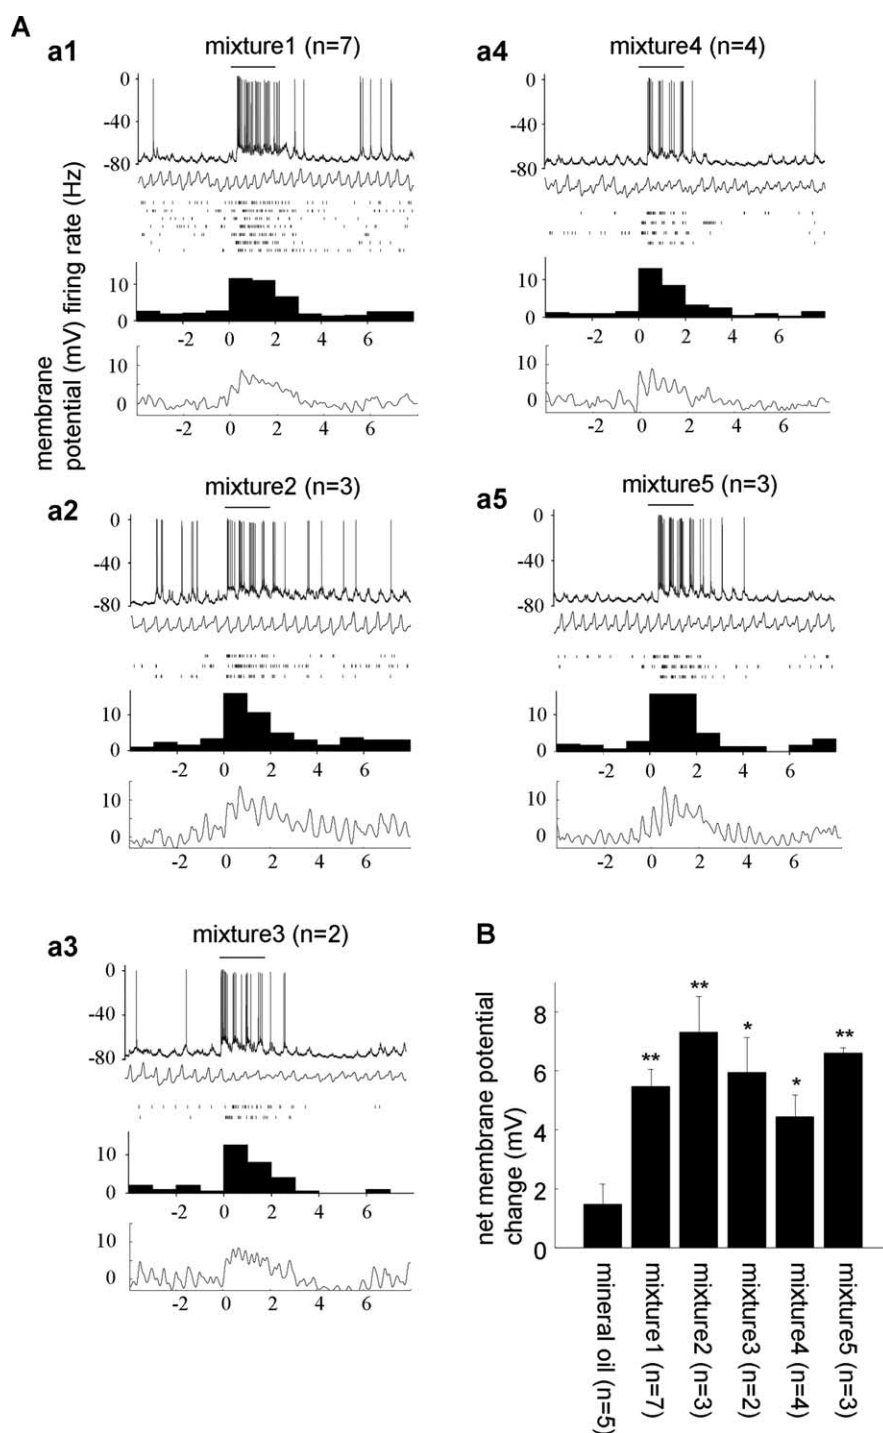 A
a1
mixture1 (n=7)
0
-40
-80
10
0
-2 0 2 4 6
10
0
-2 0 2 4 6
membrane
potential (mV) firing rate (Hz)
a4
mixture4 (n=4)
0
-40
-80
10
0
-2 0 2 4 6
10
0
-2 0 2 4 6
a2
mixture2 (n=3)
0
-40
-80
10
0
-2 0 2 4 6
10
0
-2 0 2 4 6
a5
mixture5 (n=3)
0
-40
-80
10
0
-2 0 2 4 6
10
0
-2 0 2 4 6
a3
mixture3 (n=2)
0
-40
-80
10
0
-2 0 2 4 6
10
0
-2 0 2 4 6
B
net membrane potential
change (mV)
8
6
4
2
0
** ** * * **
mineral oil (n=5)
mixture1 (n=7)
mixture2 (n=3)
mixture3 (n=2)
mixture4 (n=4)
mixture5 (n=3)